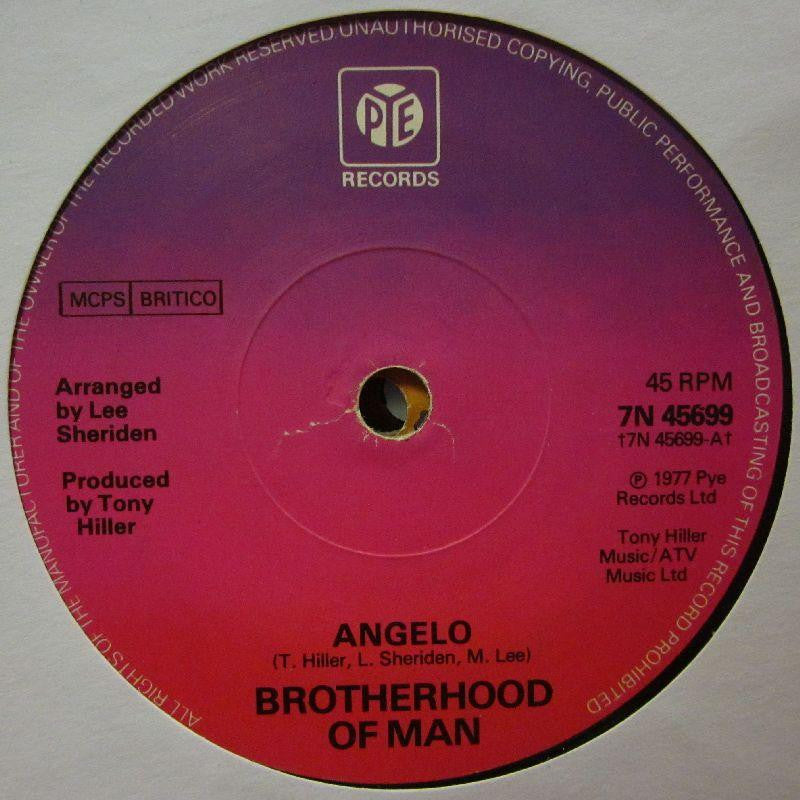 ALL RIGHTS OF THE MANUFACTURER AND OF THE OWNER OF THE RECORDED WORK RESERVED UNAUTHORISED COPYING, PUBLIC PERFORMANCE AND BROADCASTING OF THIS RECORD PROHIBITED
PYE
RECORDS
MCPS BRITICO
Arranged
by Lee
Sheriden
Produced
by Tony
Hiller
45 RPM
7N 45699
†7N 45699-A†
℗ 1977 Pye
Records Ltd
Tony Hiller
Music/ATV
Music Ltd
ANGELO
(T. Hiller, L. Sheriden, M. Lee)
BROTHERHOOD
OF MAN